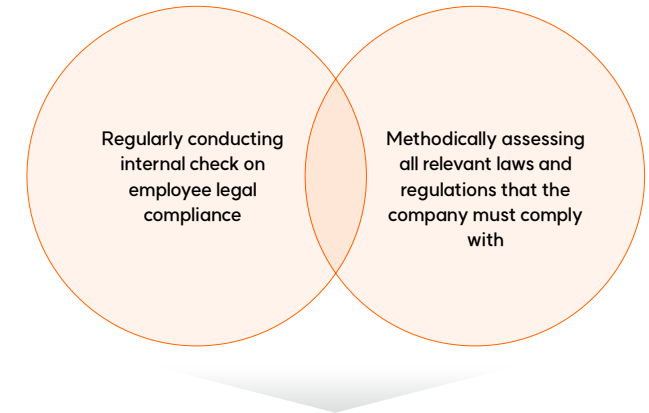 Regularly conducting
internal check on
employee legal
compliance
Methodically assessing
all relevant laws and
regulations that the
company must comply
with